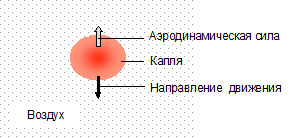 Аэродинамическая сила
Капля
Направление движения
Воздух